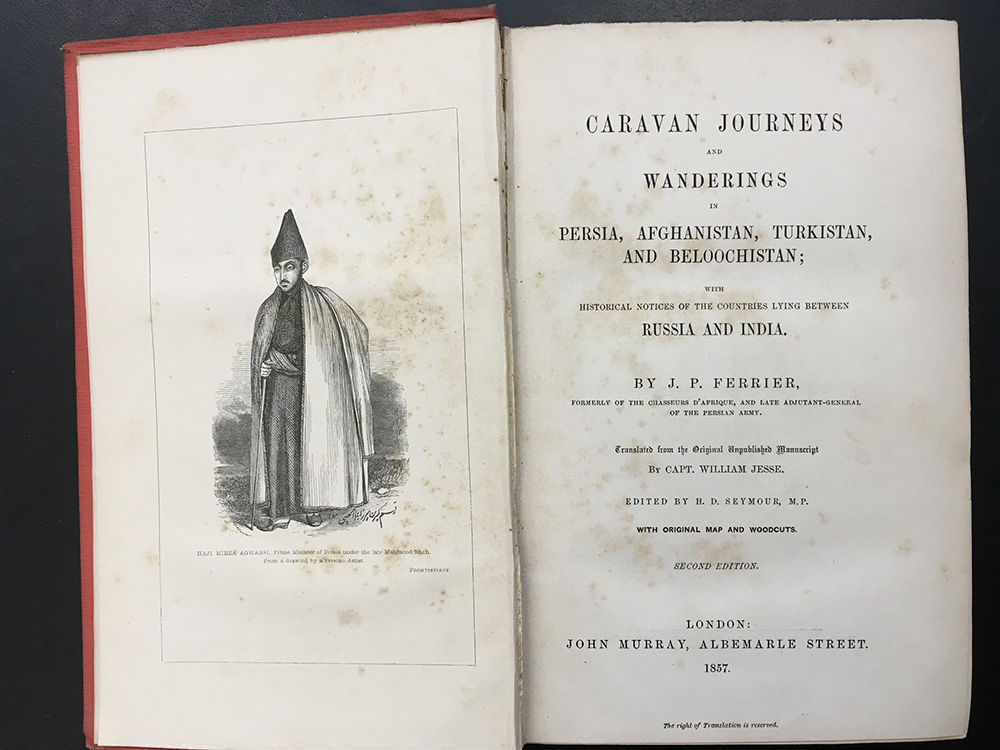 HAJI MIRZA AGHASSI, Prime Minister of Persia under the late Mahmood Shah.
From a drawing by a Persian Artist.
FRONTISPIECE.
CARAVAN JOURNEYS
AND
WANDERINGS
IN
PERSIA, AFGHANISTAN, TURKISTAN,
AND BELOOCHISTAN;
WITH
HISTORICAL NOTICES OF THE COUNTRIES LYING BETWEEN
RUSSIA AND INDIA.
BY J. P. FERRIER,
FORMERLY OF THE CHASSEURS D'AFRIQUE, AND LATE ADJUTANT-GENERAL
OF THE PERSIAN ARMY.
Translated from the Original Unpublished Manuscript
BY CAPT. WILLIAM JESSE.
EDITED BY H. D. SEYMOUR, M.P.
WITH ORIGINAL MAP AND WOODCUTS.
SECOND EDITION.
LONDON:
JOHN MURRAY, ALBEMARLE STREET.
1857.
The right of Translation is reserved.